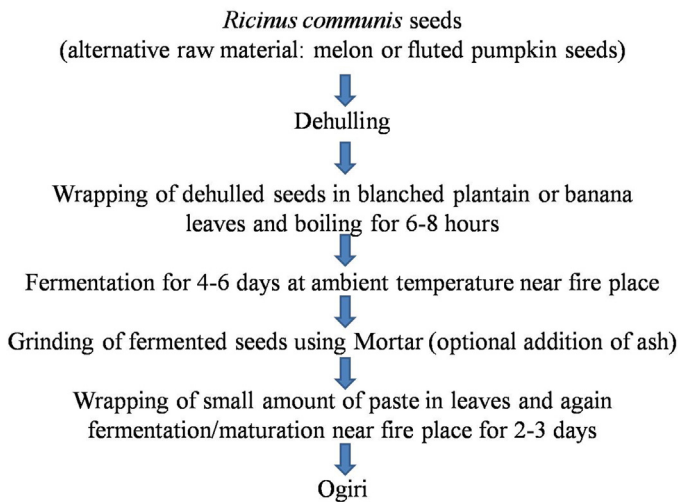 Ricinus communis seeds
(alternative raw material: melon or fluted pumpkin seeds)
Dehulling
Wrapping of dehulled seeds in blanched plantain or banana
leaves and boiling for 6-8 hours
Fermentation for 4-6 days at ambient temperature near fire place
Grinding of fermented seeds using Mortar (optional addition of ash)
Wrapping of small amount of paste in leaves and again
fermentation/maturation near fire place for 2-3 days
Ogiri